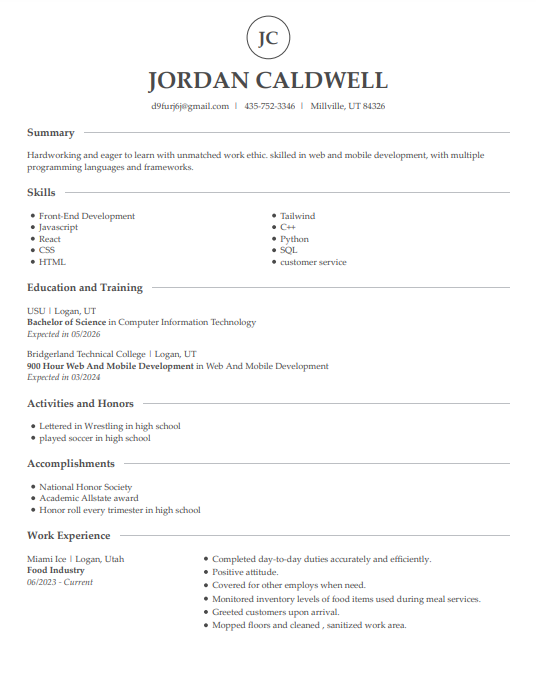 JC
JORDAN CALDWELL
d9furj6j@gmail.com | 435-752-3346 | Millville, UT 84326
Summary
Hardworking and eager to learn with unmatched work ethic. skilled in web and mobile development, with multiple
programming languages and frameworks.
Skills
• Front-End Development
• Javascript
• React
• CSS
• HTML
• Tailwind
• C++
• Python
• SQL
• customer service
Education and Training
USU | Logan, UT
Bachelor of Science in Computer Information Technology
Expected in 05/2026
Bridgerland Technical College | Logan, UT
900 Hour Web And Mobile Development in Web And Mobile Development
Expected in 03/2024
Activities and Honors
• Lettered in Wrestling in high school
• played soccer in high school
Accomplishments
• National Honor Society
• Academic Allstate award
• Honor roll every trimester in high school
Work Experience
Miami Ice | Logan, Utah
Food Industry
06/2023 - Current
• Completed day-to-day duties accurately and efficiently.
• Positive attitude.
• Covered for other employs when need.
• Monitored inventory levels of food items used during meal services.
• Greeted customers upon arrival.
• Mopped floors and cleaned , sanitized work area.